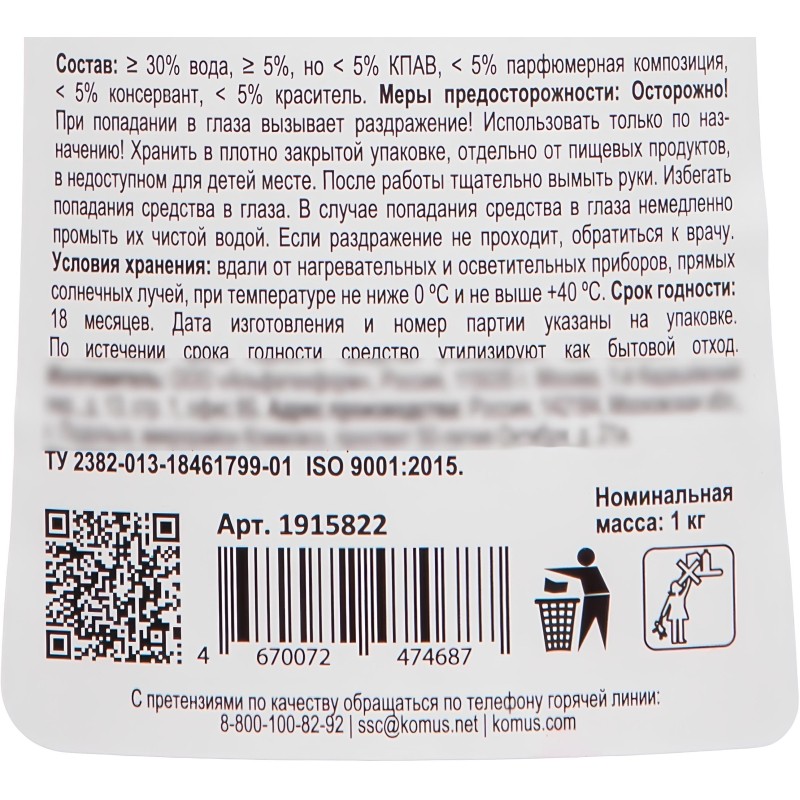 Состав: ≥ 30% вода, ≥ 5%, но < 5% КПАВ, < 5% парфюмерная композиция,
< 5% консервант, < 5% краситель. Меры предосторожности: Осторожно!
При попадании в глаза вызывает раздражение! Использовать только по наз-
начению! Хранить в плотно закрытой упаковке, отдельно от пищевых продуктов,
в недоступном для детей месте. После работы тщательно вымыть руки. Избегать
попадания средства в глаза. В случае попадания средства в глаза немедленно
промыть их чистой водой. Если раздражение не проходит, обратиться к врачу.
Условия хранения: вдали от нагревательных и осветительных приборов, прямых
солнечных лучей, при температуре не ниже 0 ºС и не выше +40 ºС. Срок годности:
18 месяцев. Дата изготовления и номер партии указаны на упаковке.
По истечении срока годности средство утилизируют как бытовой отход.
ТУ 2382-013-18461799-01 ISO 9001:2015.
Номинальная
масса: 1 кг
Арт. 1915822
4 670072 474687
С претензиями по качеству обращаться по телефону горячей линии:
8-800-100-82-92 | ssc@komus.net | komus.com